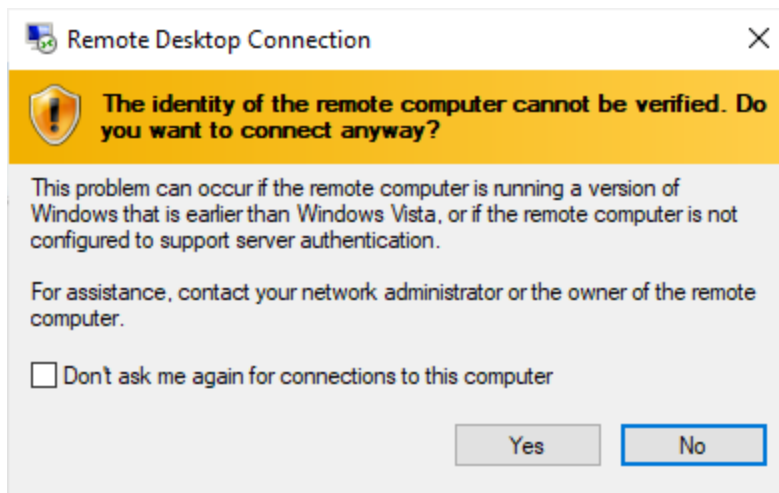 Remote Desktop Connection
The identity of the remote computer cannot be verified. Do
you want to connect anyway?
This problem can occur if the remote computer is running a version of
Windows that is earlier than Windows Vista, or if the remote computer is not
configured to support server authentication.
For assistance, contact your network administrator or the owner of the remote
computer.
Don't ask me again for connections to this computer
Yes
No